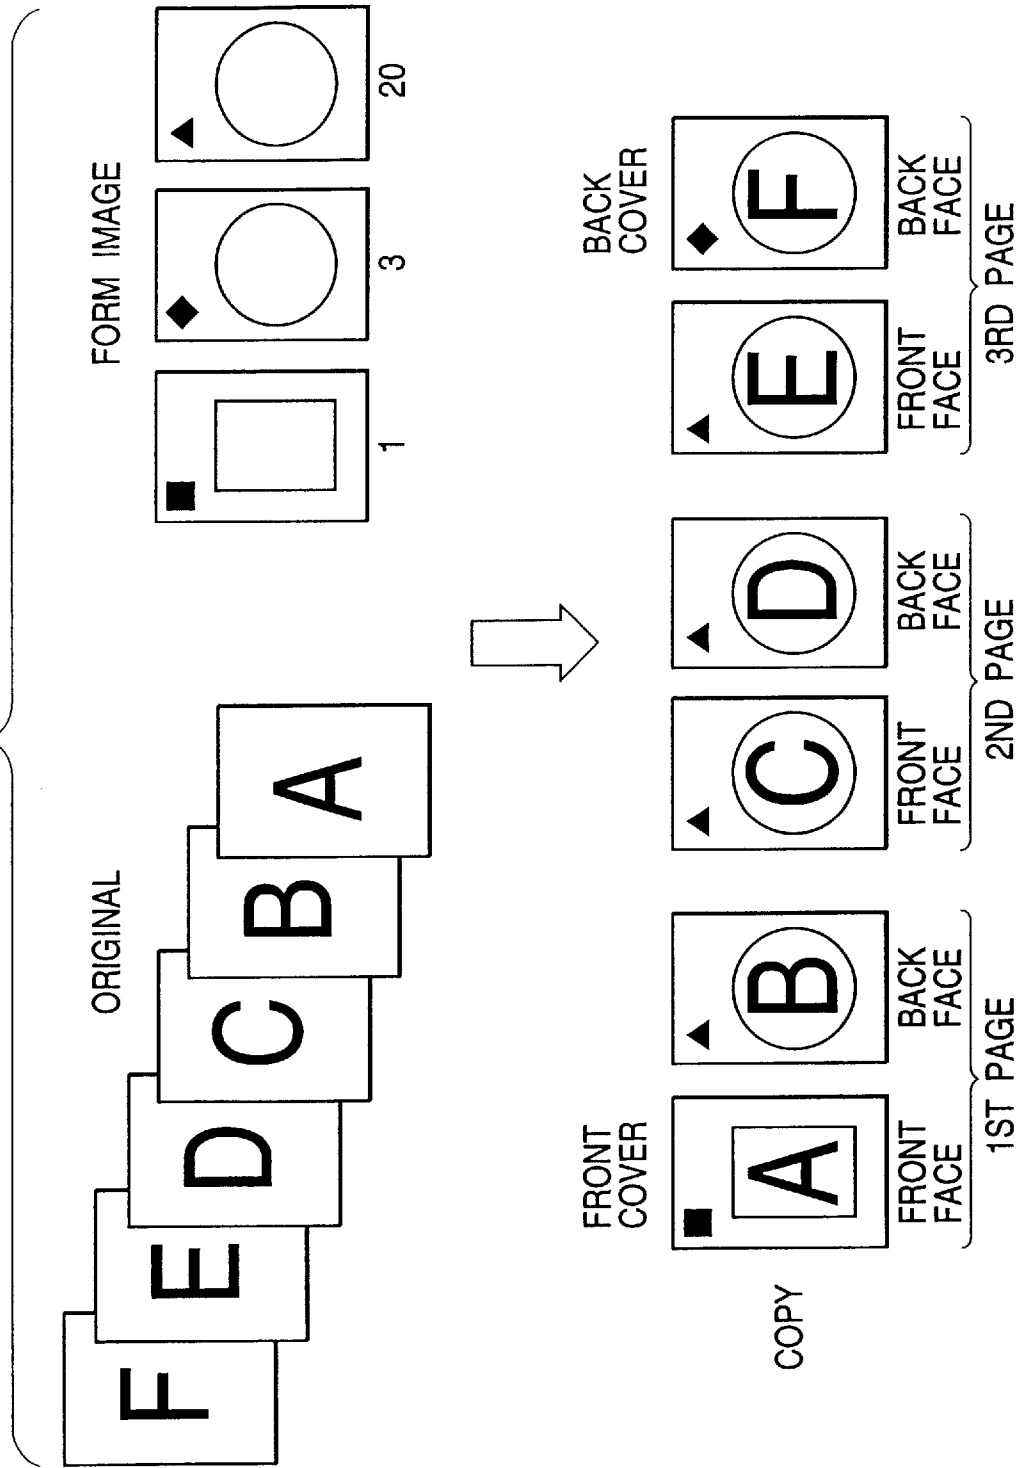 ORIGINAL
FORM IMAGE
F
E
D
C
B
A
1
3
20
FRONT
COVER
BACK
COVER
COPY
A
B
C
D
E
F
FRONT
FACE
BACK
FACE
FRONT
FACE
BACK
FACE
FRONT
FACE
BACK
FACE
1ST PAGE
2ND PAGE
3RD PAGE